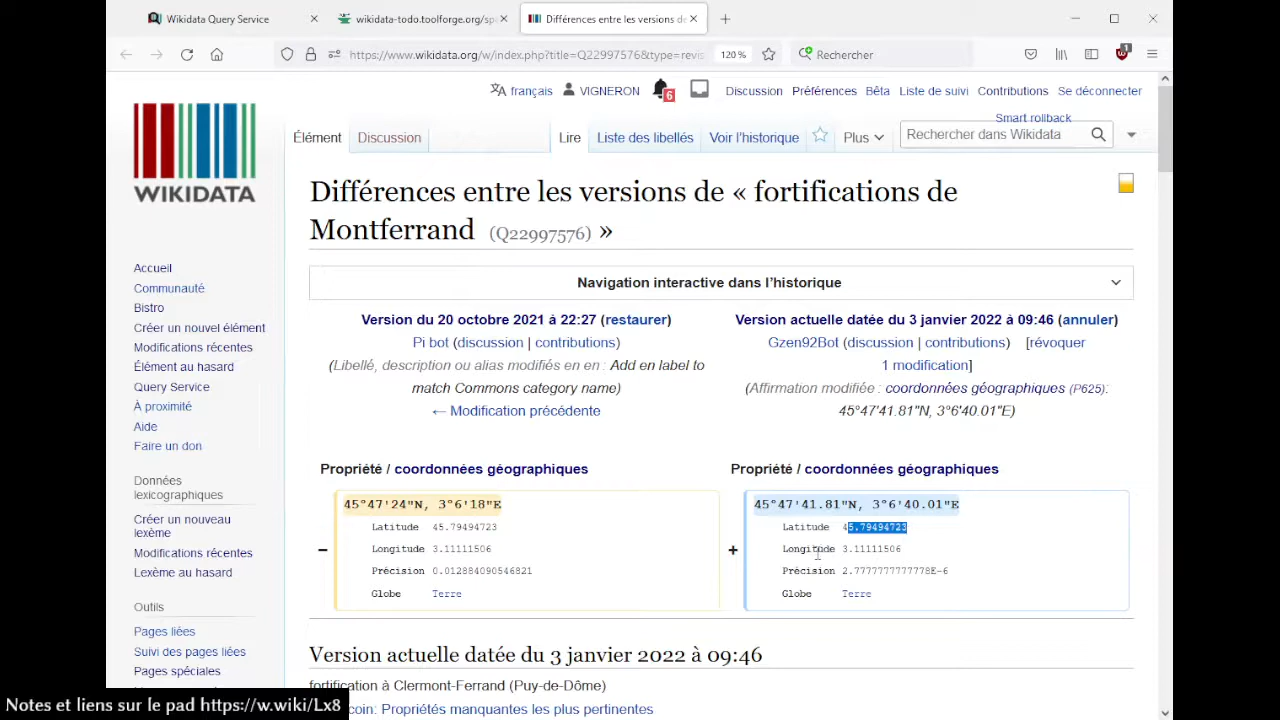 Wikidata Query Service
wikidata-todo.toolforge.org/sp
Différences entre les versions de
https://www.wikidata.org/w/index.php?title=Q22997576&type=revis
120 %
Rechercher
1
français
VIGNERON
6
Discussion
Préférences
Bêta
Liste de suivi
Contributions
Se déconnecter
Smart rollback
Élément
Discussion
Lire
Liste des libellés
Voir l'historique
Plus
Rechercher dans Wikidata
WIKIDATA
Différences entre les versions de « fortifications de
Montferrand (Q22997576) »
Accueil
Communauté
Bistro
Créer un nouvel élément
Modifications récentes
Élément au hasard
Query Service
À proximité
Aide
Faire un don
Données
lexicographiques
Créer un nouveau
lexème
Modifications récentes
Lexème au hasard
Outils
Pages liées
Suivi des pages liées
Pages spéciales
Navigation interactive dans l'historique
Version du 20 octobre 2021 à 22:27 (restaurer)
Pi bot (discussion | contributions)
(Libellé, description ou alias modifiés en en : Add en label to
match Commons category name)
← Modification précédente
Version actuelle datée du 3 janvier 2022 à 09:46 (annuler)
Gzen92Bot (discussion | contributions) [révoquer
1 modification]
(Affirmation modifiée : coordonnées géographiques (P625):
45°47'41.81"N, 3°6'40.01"E)
Propriété / coordonnées géographiques
− 45°47'24"N, 3°6'18"E
Latitude 45.79494723
Longitude 3.11111506
Précision 0.012884090546821
Globe Terre
Propriété / coordonnées géographiques
+ 45°47'41.81"N, 3°6'40.01"E
Latitude 45.79494723
Longitude 3.11111506
Précision 2.7777777777778E-6
Globe Terre
Version actuelle datée du 3 janvier 2022 à 09:46
fortification à Clermont-Ferrand (Puy-de-Dôme)
coin: Propriétés manquantes les plus pertinentes
Notes et liens sur le pad https://w.wiki/Lx8